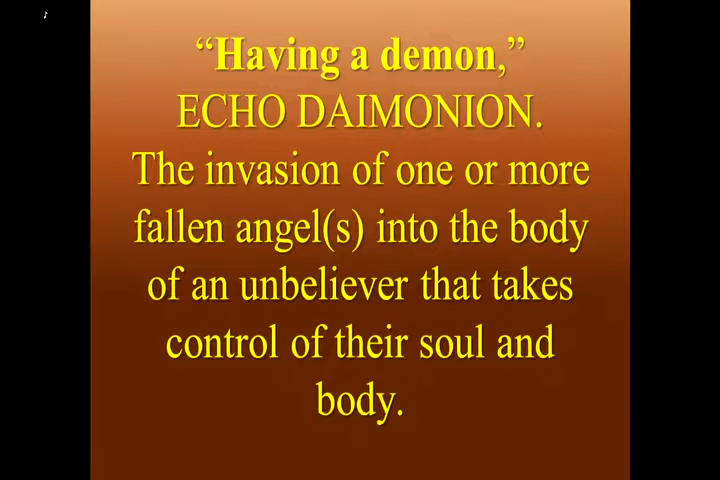 “Having a demon,”
ECHO DAIMONION.
The invasion of one or more
fallen angel(s) into the body
of an unbeliever that takes
control of their soul and
body.